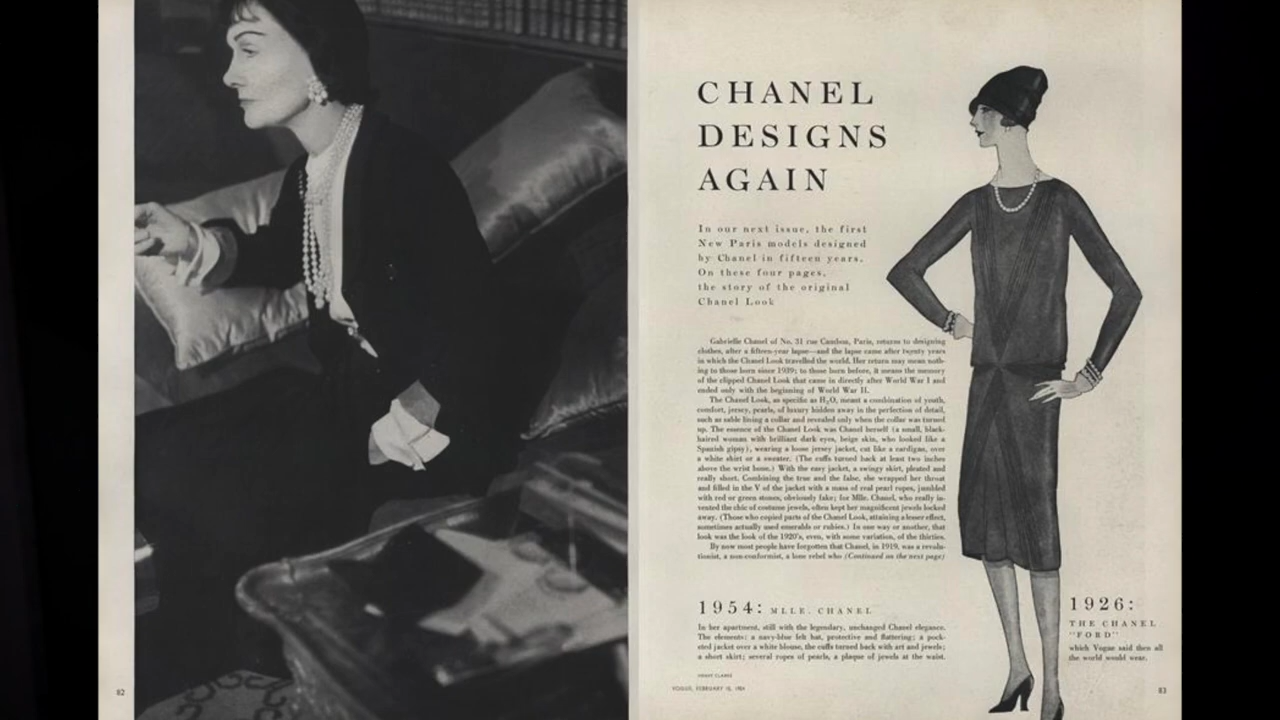 CHANEL
DESIGNS
AGAIN
In our next issue, the first
New Paris models designed
by Chanel in fifteen years.
On these four pages,
the story of the original
Chanel Look
Gabrielle Chanel of No. 31 rue Cambon, Paris, returns to designing
clothes, after a fifteen-year lapse—and the lapse came after twenty years
in which the Chanel Look travelled the world. Her return may mean noth-
ing to those born since 1939; to those born before, it means the memory
of the clipped Chanel Look that came in directly after World War I and
ended only with the beginning of World War II.
The Chanel Look, as specific as H₂O, meant a combination of youth,
comfort, jersey, pearls, of luxury hidden away in the perfection of detail,
such as sable lining a collar and revealed only when the collar was turned
up. The essence of the Chanel Look was Chanel herself (a small, black-
haired woman with brilliant dark eyes, beige skin, who looked like a
Spanish gipsy), wearing a loose jersey jacket, cut like a cardigan, over
a white shirt or a sweater. (The cuffs turned back at least two inches
above the wrist bone.) With the easy jacket, a swingy skirt, pleated and
really short. Combining the true and the false, she wrapped her throat
and filled in the V of the jacket with a mass of real pearl ropes, jumbled
with red or green stones, obviously fake; for Mlle. Chanel, who really in-
vented the chic of costume jewels, often kept her magnificent jewels locked
away. (Those who copied parts of the Chanel Look, attaining a lesser effect,
sometimes actually used emeralds or rubies.) In one way or another, that
look was the look of the 1920's, even, with some variation, of the thirties.
By now most people have forgotten that Chanel, in 1919, was a revolu-
tionist, a non-conformist, a lone rebel who (Continued on the next page)
1954: MLLE. CHANEL
In her apartment, still with the legendary, unchanged Chanel elegance.
The elements: a navy-blue felt hat, protective and flattering; a pock-
eted jacket over a white blouse, the cuffs turned back with art and jewels;
a short skirt; several ropes of pearls, a plaque of jewels at the waist.
1926:
THE CHANEL
"FORD"
which Vogue said then all
the world would wear.
HENRY CLARKE
82
VOGUE, FEBRUARY 15, 1954
83